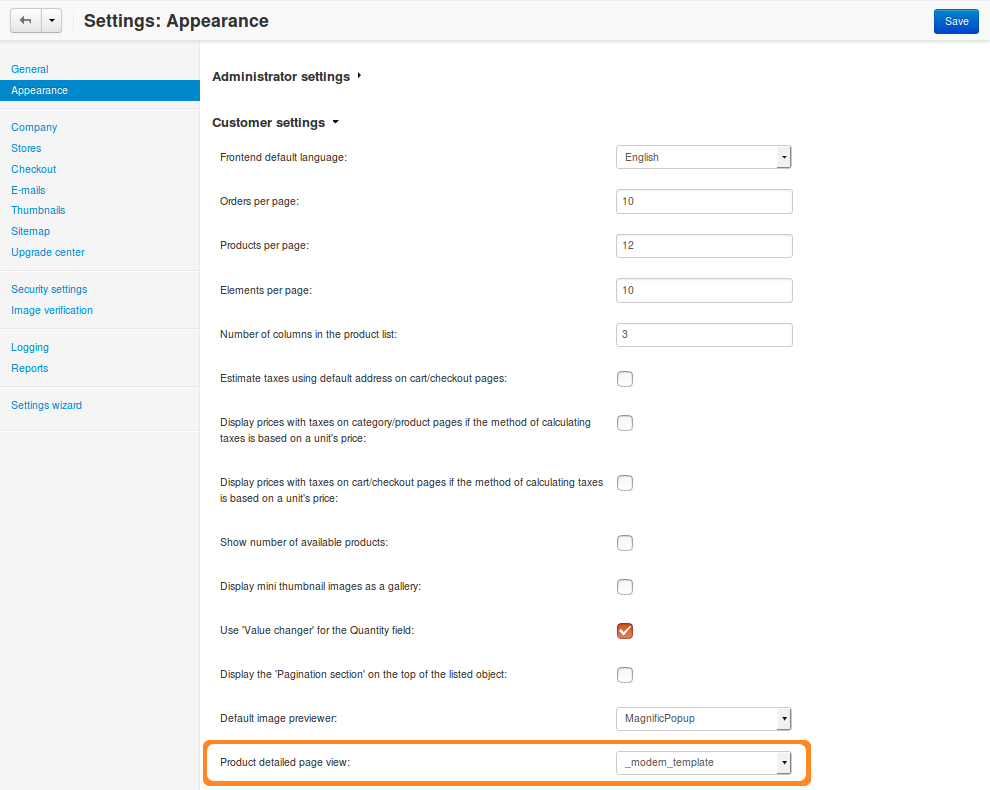 Settings: Appearance
Save
General
Appearance
Company
Stores
Checkout
E-mails
Thumbnails
Sitemap
Upgrade center
Security settings
Image verification
Logging
Reports
Settings wizard
Administrator settings
Customer settings
Frontend default language:
English
Orders per page:
10
Products per page:
12
Elements per page:
10
Number of columns in the product list:
3
Estimate taxes using default address on cart/checkout pages:
Display prices with taxes on category/product pages if the method of calculating
taxes is based on a unit's price:
Display prices with taxes on cart/checkout pages if the method of calculating taxes
is based on a unit's price:
Show number of available products:
Display mini thumbnail images as a gallery:
Use 'Value changer' for the Quantity field:
Display the 'Pagination section' on the top of the listed object:
Default image previewer:
MagnificPopup
Product detailed page view:
_modern_template